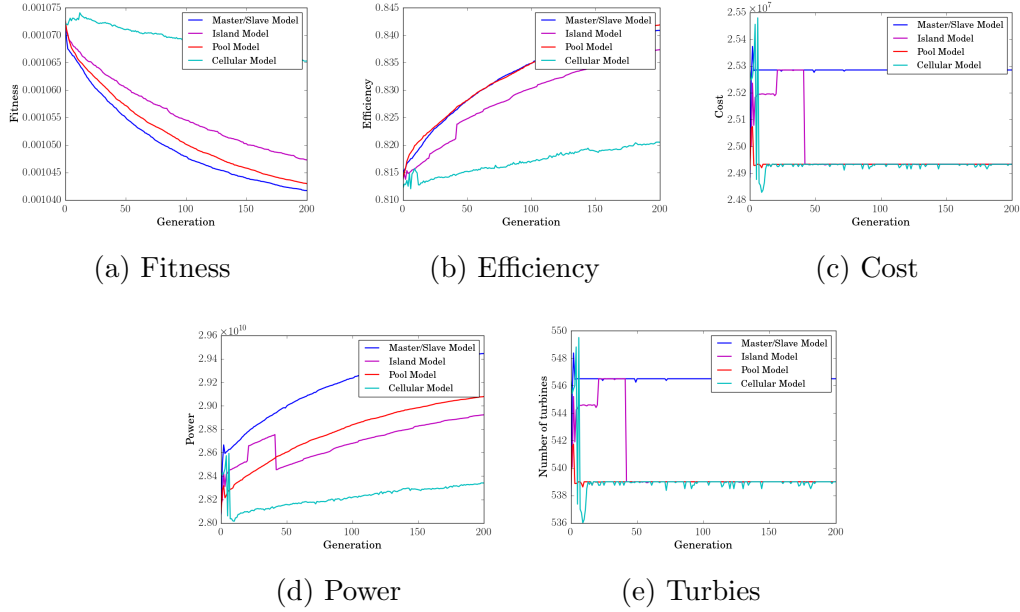 0.001075
0.001070
0.001065
0.001060
0.001055
0.001050
0.001045
0.001040
Fitness
0 50 100 150 200
Generation
Master/Slave Model
Island Model
Pool Model
Cellular Model
(a) Fitness
0.845
0.840
0.835
0.830
0.825
0.820
0.815
0.810
Efficiency
0 50 100 150 200
Generation
Master/Slave Model
Island Model
Pool Model
Cellular Model
(b) Efficiency
×10⁷
2.55
2.54
2.53
2.52
2.51
2.50
2.49
2.48
Cost
0 50 100 150 200
Generation
Master/Slave Model
Island Model
Pool Model
Cellular Model
(c) Cost
×10¹⁰
2.96
2.94
2.92
2.90
2.88
2.86
2.84
2.82
2.80
Power
0 50 100 150 200
Generation
Master/Slave Model
Island Model
Pool Model
Cellular Model
(d) Power
550
548
546
544
542
540
538
536
Number of turbines
0 50 100 150 200
Generation
Master/Slave Model
Island Model
Pool Model
Cellular Model
(e) Turbies